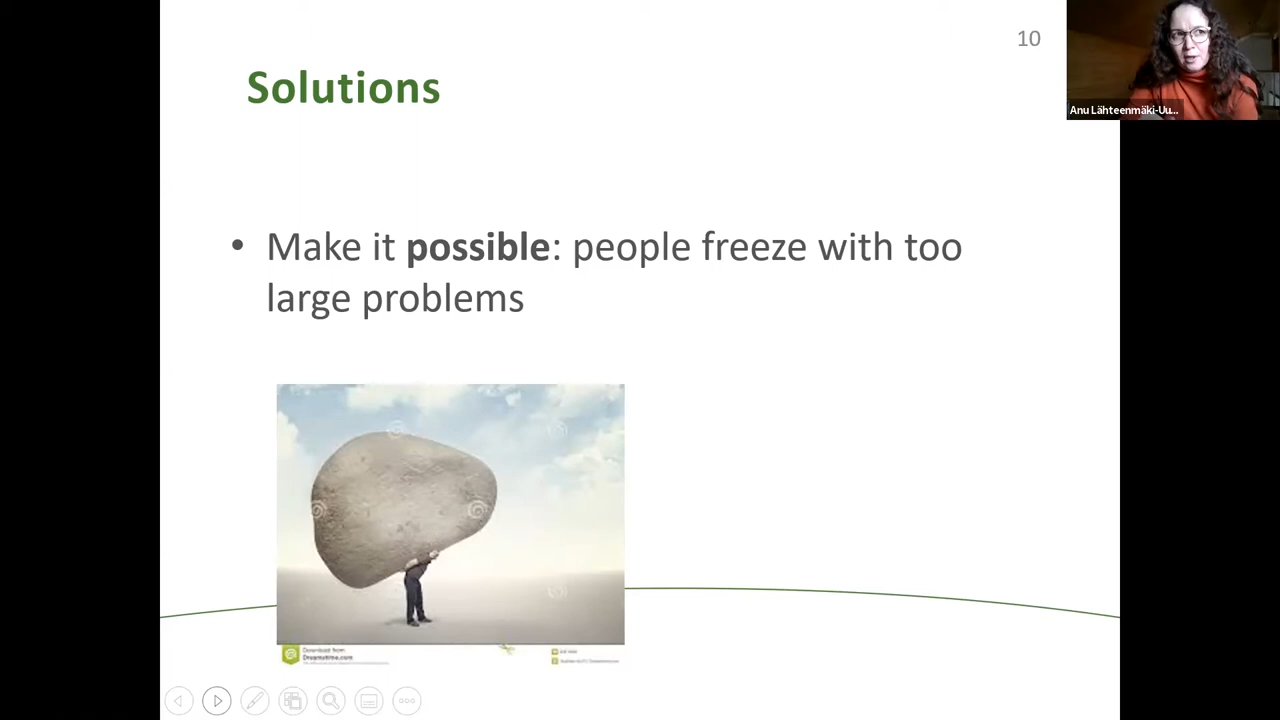 10
Anu Lähteenmäki-Uu...
Solutions
• Make it possible: people freeze with too
large problems
Download from
Dreamstime.com